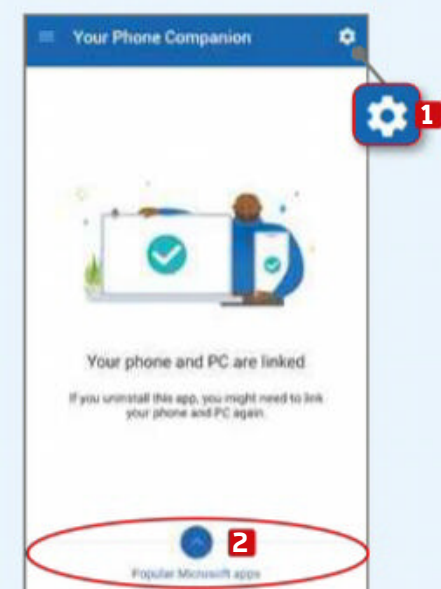 Your Phone Companion
1
Your phone and PC are linked
If you uninstall this app, you might need to link
your phone and PC again.
2
Popular Microsoft apps